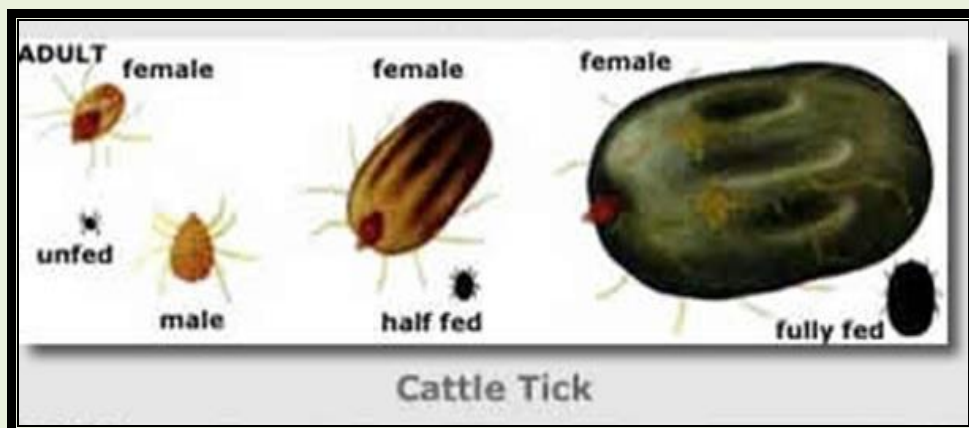 ADULT
female
female
female
unfed
male
half fed
fully fed
Cattle Tick